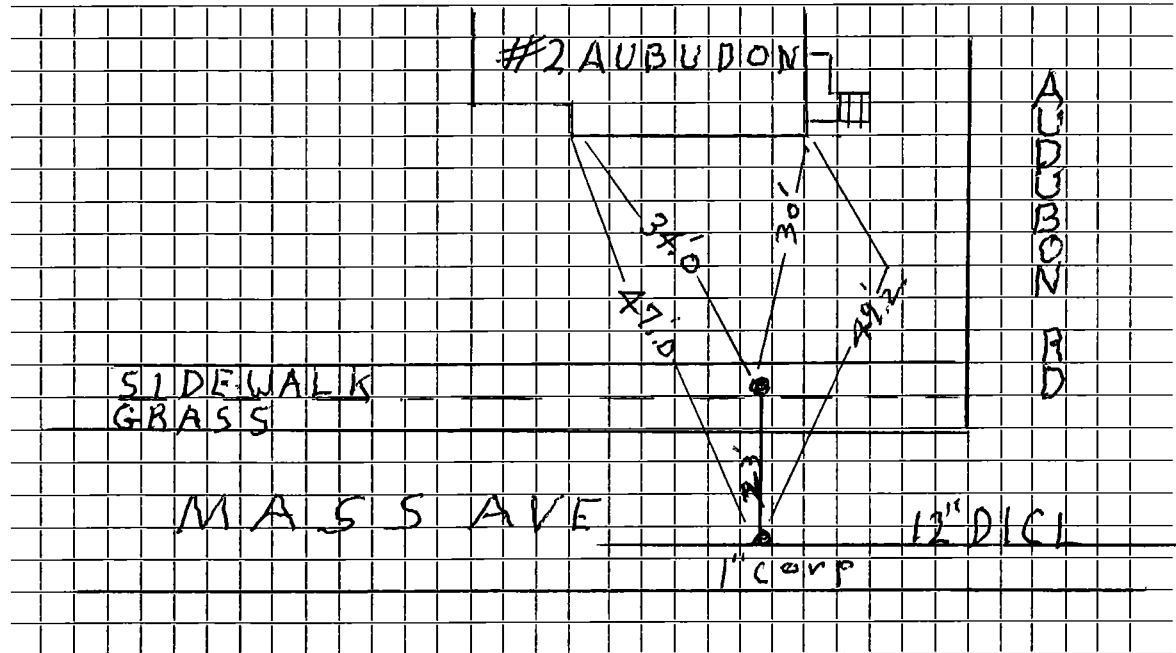 #2 AUBUDON
AUDUBON RD
34.'0
30'
47.'0
49.'2
SIDEWALK
GRASS
23'
MASS AVE
12" DICL
1" corp